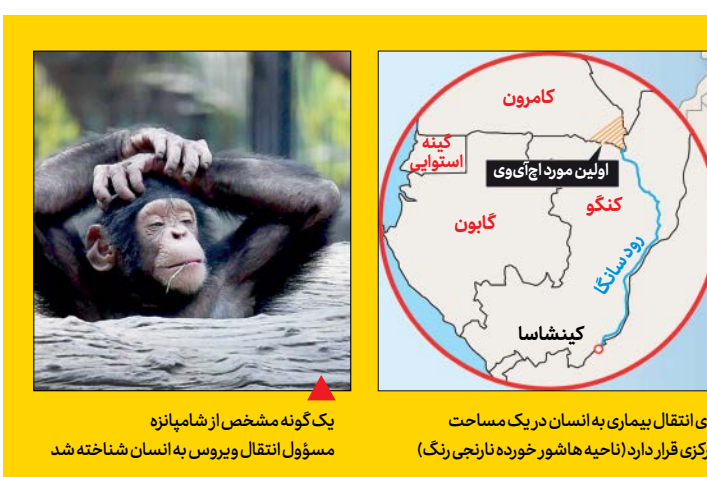 کامرون
گینه
استوایی
اولین مورد اچ‌آی‌وی
کنگو
گابون
رود سانگا
کینشاسا
انتقال بیماری به انسان در یک مساحت
قرار دارد (ناحیه هاشور خورده نارنجی رنگ)
یک گونه مشخص از شامپانزه
مسؤول انتقال ویروس به انسان شناخته شد